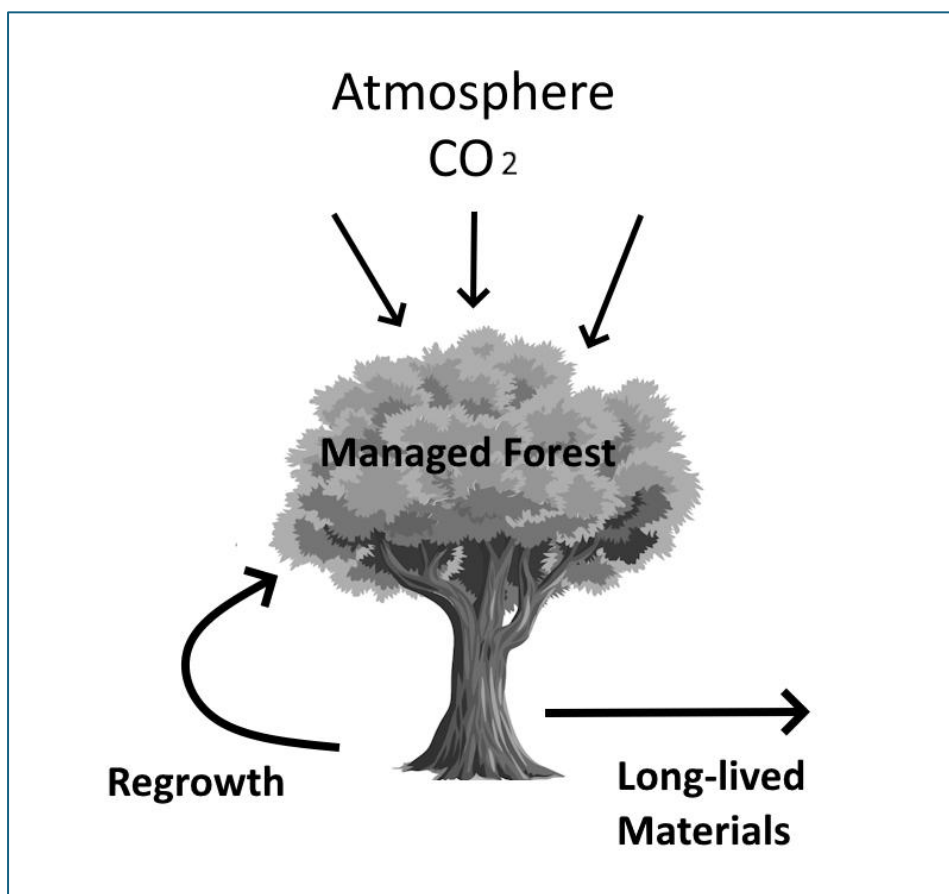 Atmosphere
CO₂
Managed Forest
Regrowth
Long-lived
Materials